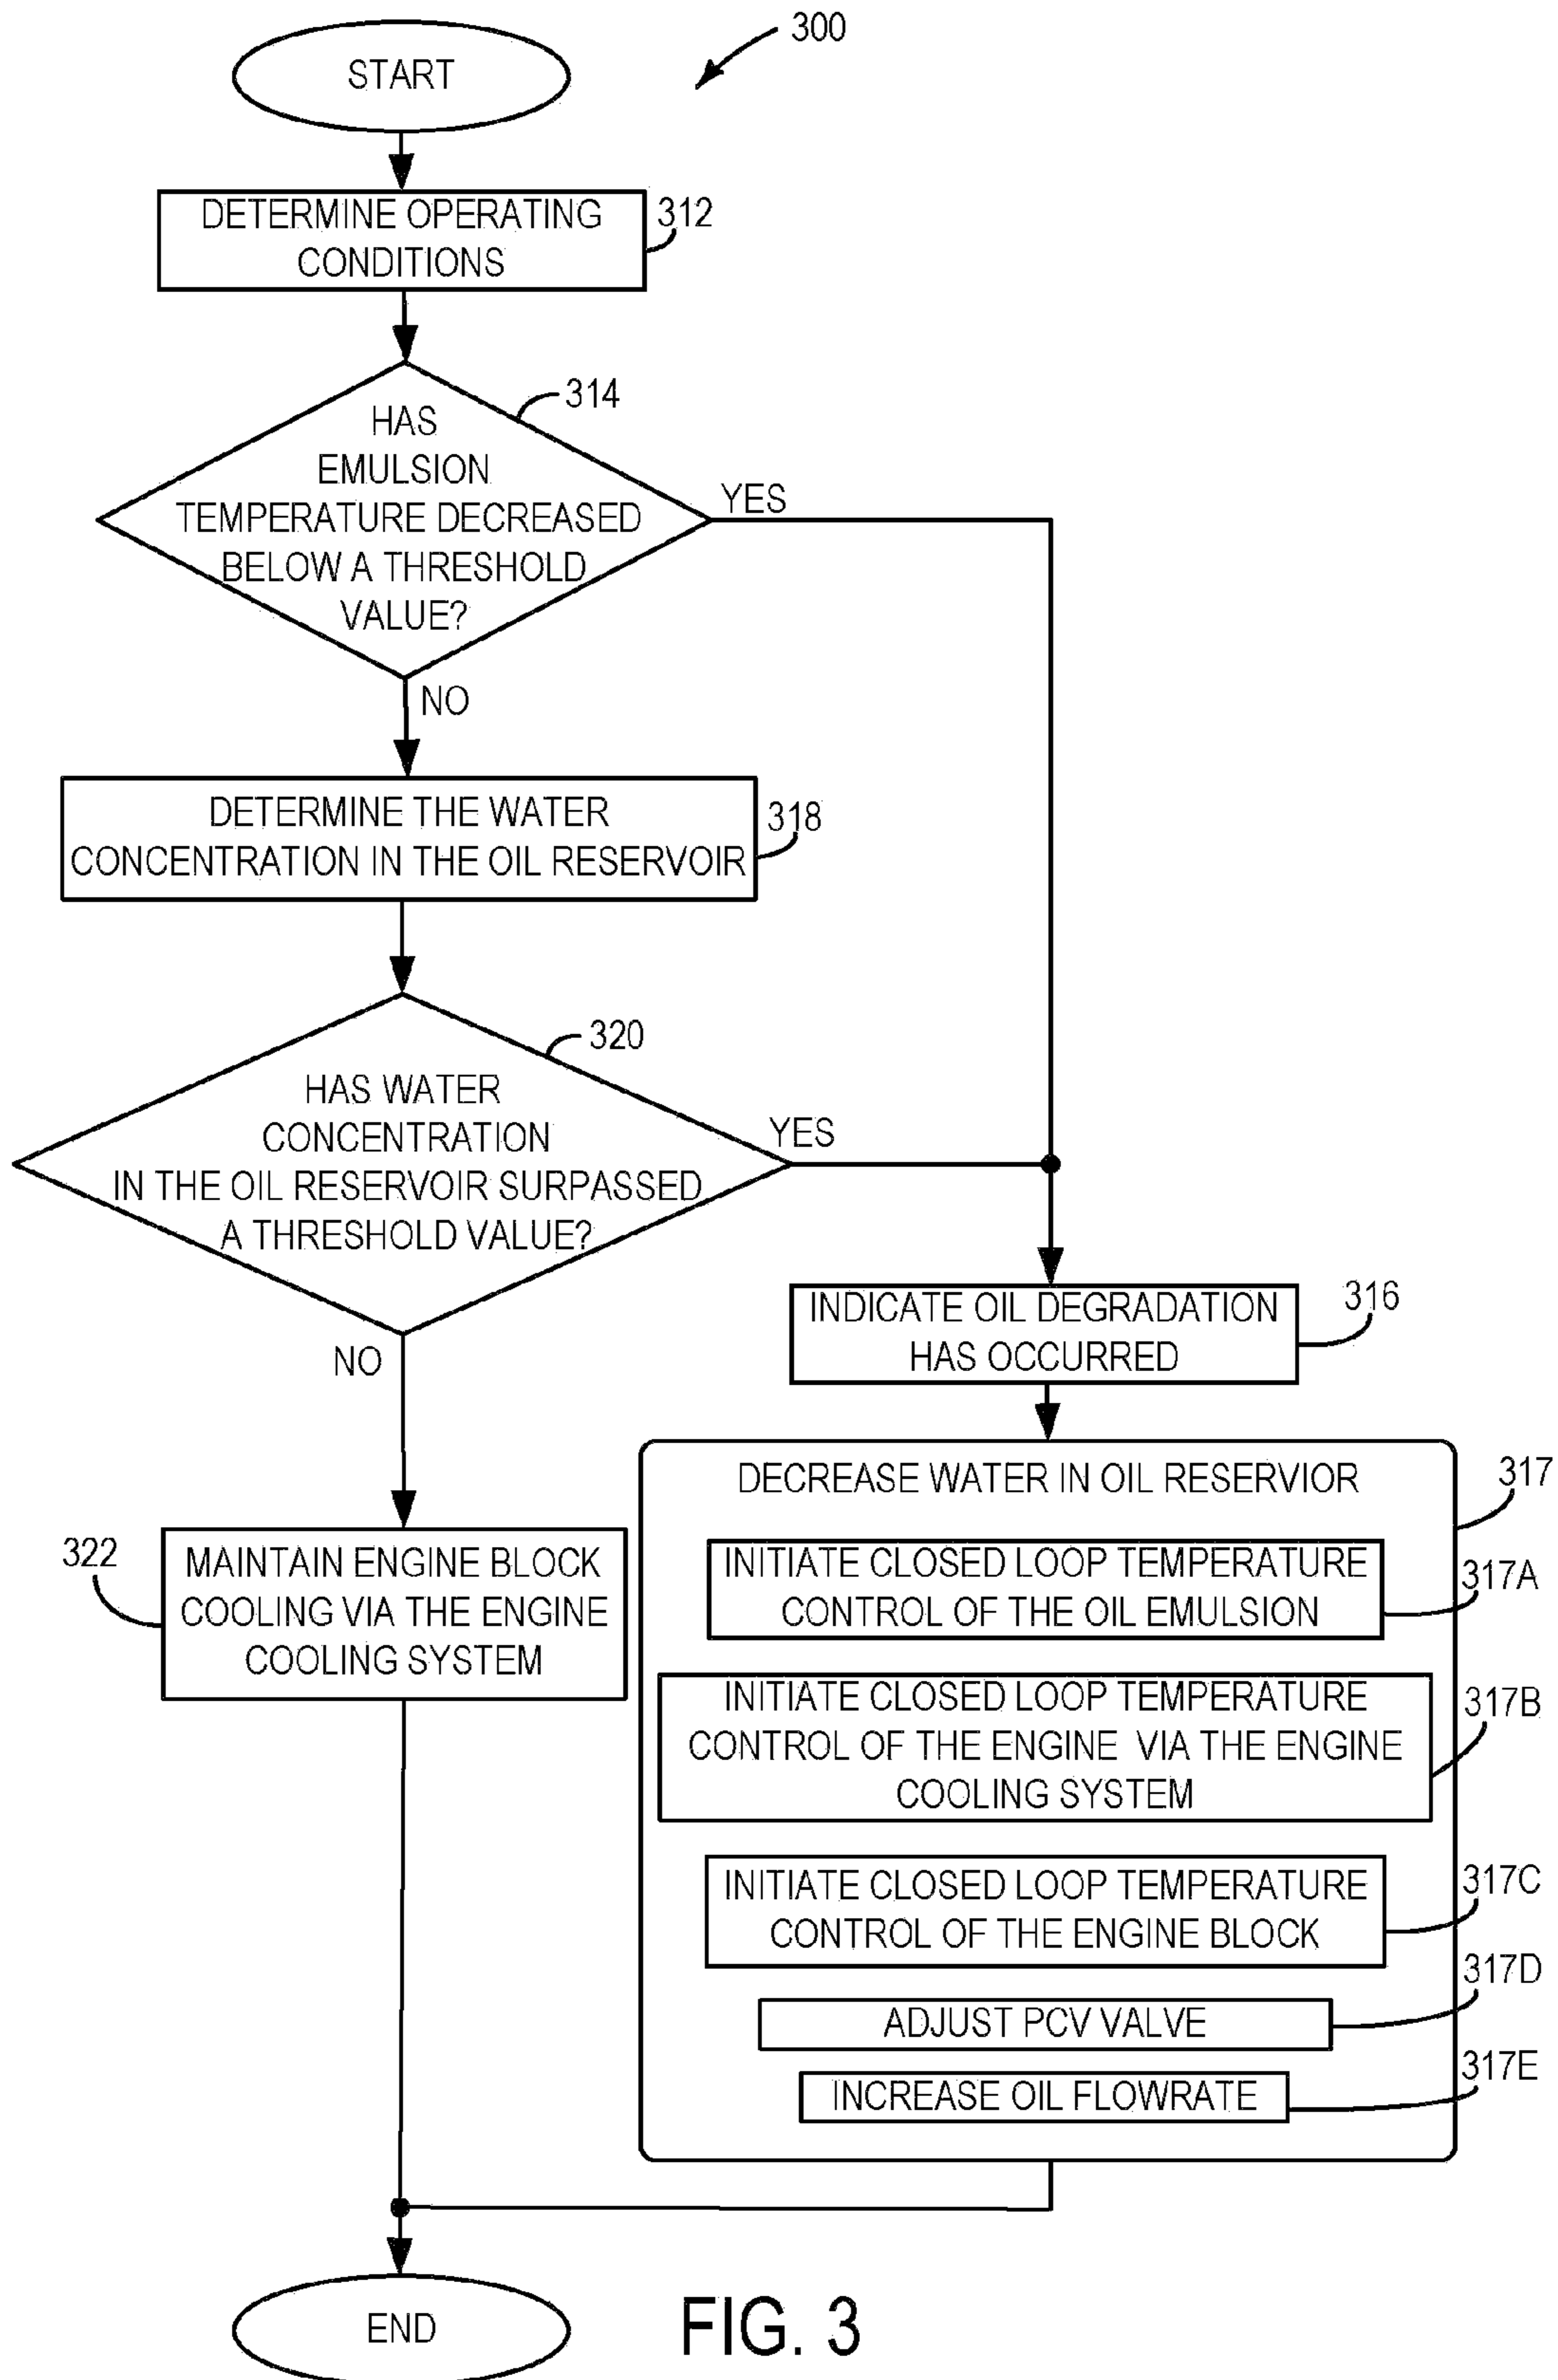 300
START
DETERMINE OPERATING
CONDITIONS
312
314
HAS
EMULSION
TEMPERATURE DECREASED
BELOW A THRESHOLD
VALUE?
YES
NO
DETERMINE THE WATER
CONCENTRATION IN THE OIL RESERVOIR
318
320
HAS WATER
CONCENTRATION
IN THE OIL RESERVOIR SURPASSED
A THRESHOLD VALUE?
YES
NO
INDICATE OIL DEGRADATION
HAS OCCURRED
316
322
MAINTAIN ENGINE BLOCK
COOLING VIA THE ENGINE
COOLING SYSTEM
DECREASE WATER IN OIL RESERVIOR
317
INITIATE CLOSED LOOP TEMPERATURE
CONTROL OF THE OIL EMULSION
317A
INITIATE CLOSED LOOP TEMPERATURE
CONTROL OF THE ENGINE VIA THE ENGINE
COOLING SYSTEM
317B
INITIATE CLOSED LOOP TEMPERATURE
CONTROL OF THE ENGINE BLOCK
317C
ADJUST PCV VALVE
317D
INCREASE OIL FLOWRATE
317E
END
FIG. 3